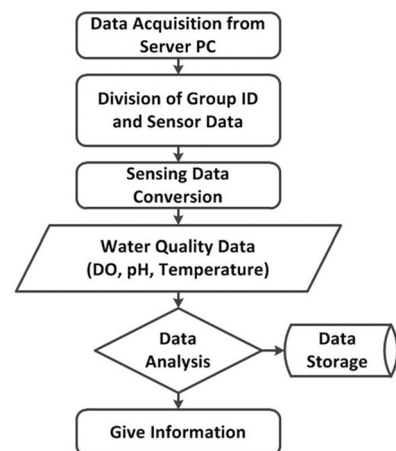 Data Acquisition from
Server PC
Division of Group ID
and Sensor Data
Sensing Data
Conversion
Water Quality Data
(DO, pH, Temperature)
Data
Analysis
Data
Storage
Give Information